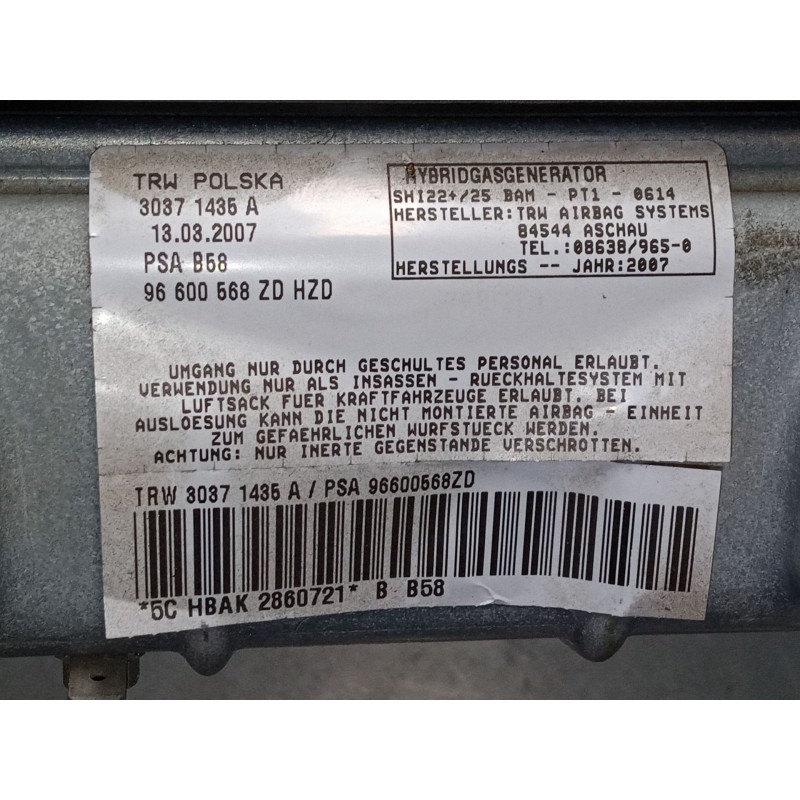 TRW POLSKA
3037 1435 A
13.03.2007
PSA B58
96 600 568 ZD HZD
HYBRIDGASGENERATOR
SHI22+/25 BAM - PT1 - 0614
HERSTELLER:TRW AIRBAG SYSTEMS
84544 ASCHAU
TEL.:08638/965-0
HERSTELLUNGS -- JAHR:2007
UMGANG NUR DURCH GESCHULTES PERSONAL ERLAUBT.
VERWENDUNG NUR ALS INSASSEN - RUECKHALTESYSTEM MIT
LUFTSACK FUER KRAFTFAHRZEUGE ERLAUBT. BEI
AUSLOESUNG KANN DIE NICHT MONTIERTE AIRBAG - EINHEIT
ZUM GEFAEHRLICHEN WURFSTUECK WERDEN.
ACHTUNG: NUR INERTE GEGENSTANDE VERSCHROTTEN.
TRW 3037 1435 A / PSA 96600568ZD
*5C HBAK 2860721* B B58